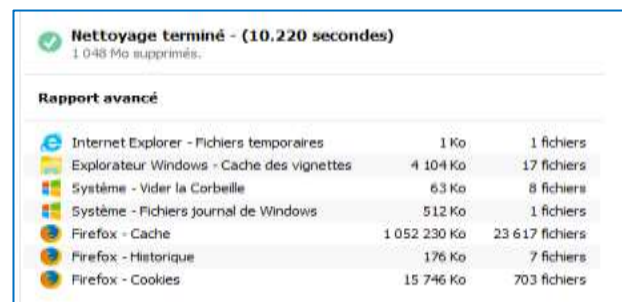 Nettoyage terminé - (10.220 secondes)
1 048 Mo supprimés.
Rapport avancé
Internet Explorer - Fichiers temporaires 1 Ko 1 fichiers
Explorateur Windows - Cache des vignettes 4 104 Ko 17 fichiers
Système - Vider la Corbeille 63 Ko 8 fichiers
Système - Fichiers journal de Windows 512 Ko 1 fichiers
Firefox - Cache 1 052 230 Ko 23 617 fichiers
Firefox - Historique 176 Ko 7 fichiers
Firefox - Cookies 15 746 Ko 703 fichiers